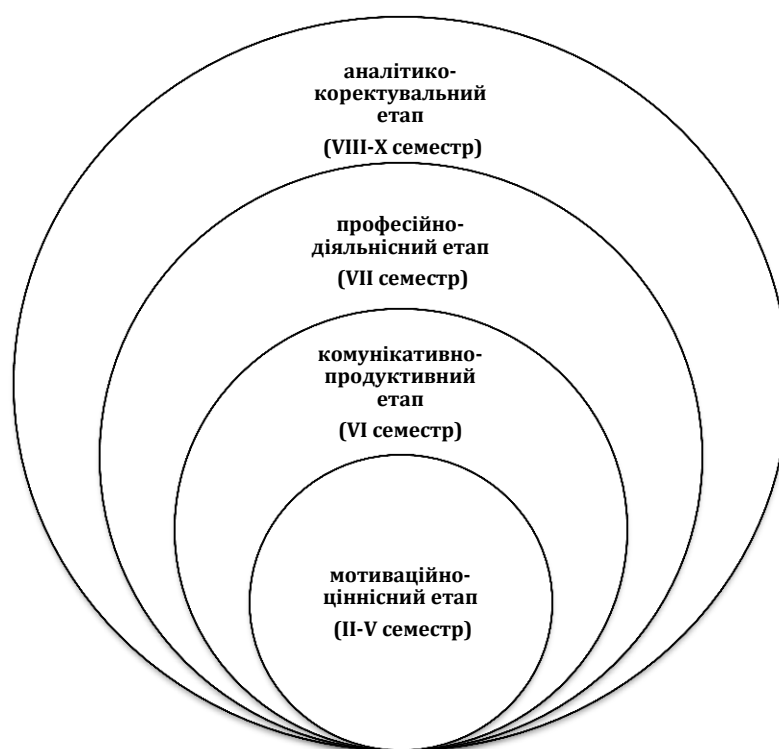 аналітико-
коректувальний
етап
(VIII-X семестр)
професійно-
діяльнісний етап
(VII семестр)
комунікативно-
продуктивний
етап
(VI семестр)
мотиваційно-
ціннісний етап
(II-V семестр)